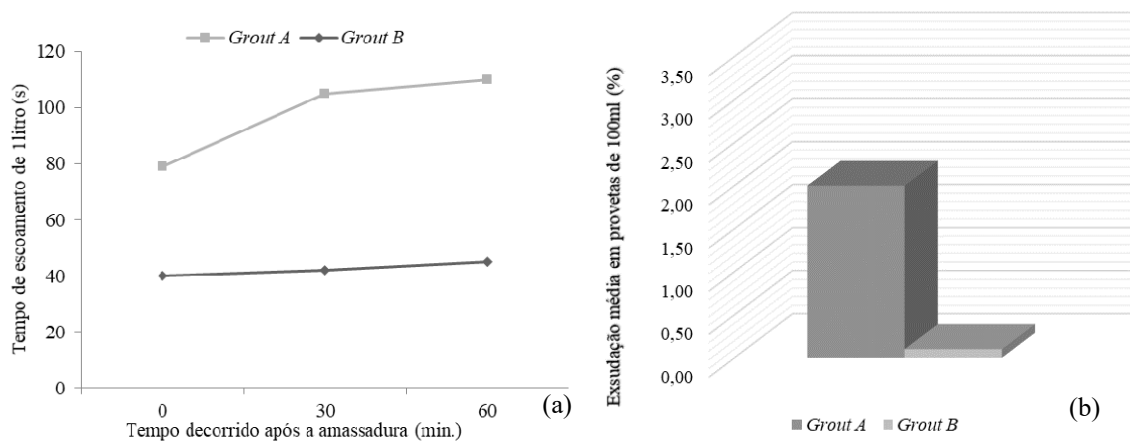 Grout A
Grout B
Tempo de escoamento de 1litro (s)
120
100
80
60
40
20
0
0
30
60
Tempo decorrido após a amassadura (min.)
(a)
Exsudação média em provetas de 100ml (%)
3,50
3,00
2,50
2,00
1,50
1,00
0,50
0,00
Grout A
Grout B
(b)